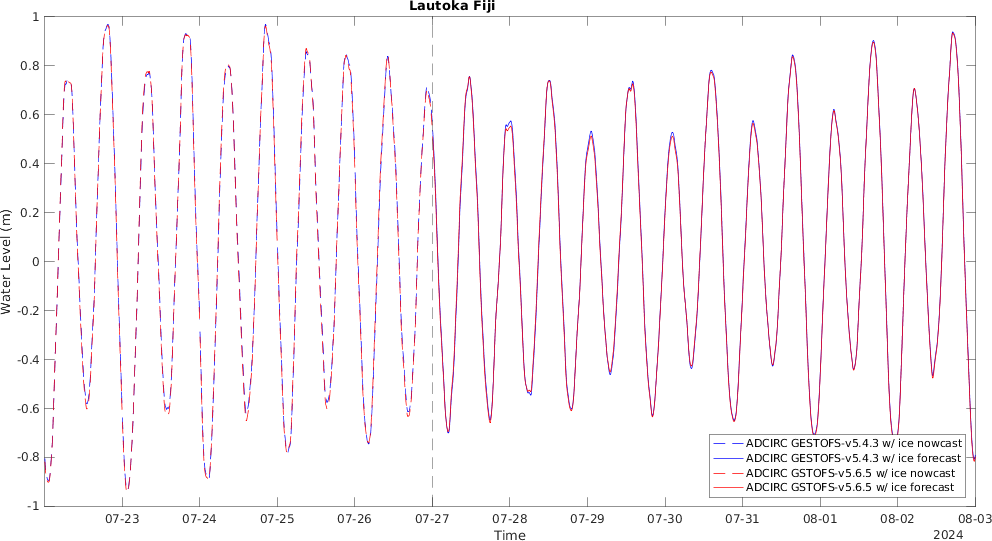 Lautoka Fiji
1
0.8
0.6
0.4
0.2
0
-0.2
-0.4
-0.6
-0.8
-1
Water Level (m)
07-23 07-24 07-25 07-26 07-27 07-28 07-29 07-30 07-31 08-01 08-02 08-03
Time
2024
ADCIRC GESTOFS-v5.4.3 w/ ice nowcast
ADCIRC GESTOFS-v5.4.3 w/ ice forecast
ADCIRC GSTOFS-v5.6.5 w/ ice nowcast
ADCIRC GSTOFS-v5.6.5 w/ ice forecast